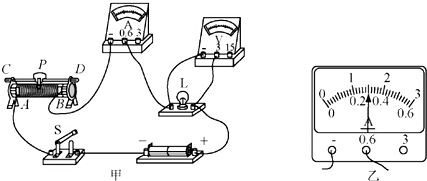 A
- 0.6 3
V
- 3 15
C P D
A B
L
S
- +
甲
0 1 2 3
0 0.2 0.4 0.6
A
- 0.6 3
乙